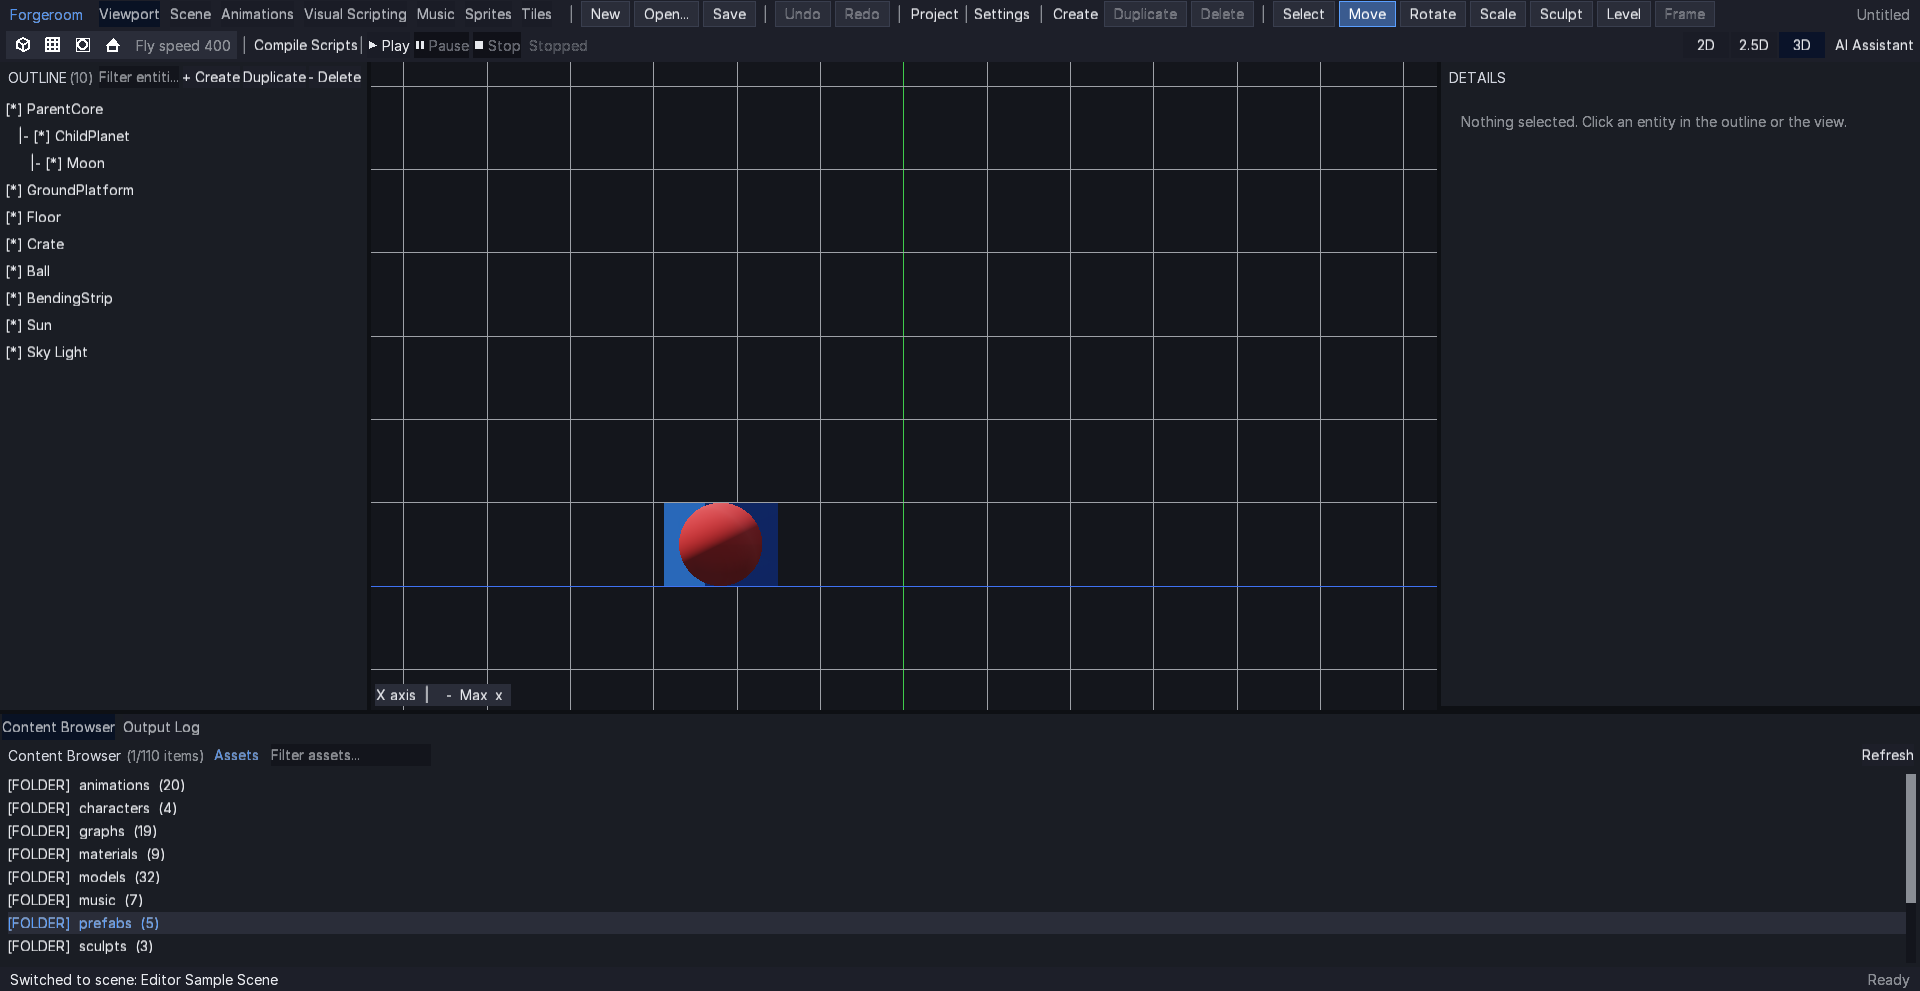 Forgeroom Viewport Scene Animations Visual Scripting Music Sprites Tiles | New Open... Save | Undo Redo | Project | Settings | Create Duplicate Delete | Select Move Rotate Scale Sculpt Level Frame Untitled
Fly speed 400 | Compile Scripts | Play Pause Stop Stopped 2D 2.5D 3D AI Assistant
OUTLINE (10) Filter entiti... + Create Duplicate - Delete
DETAILS
[*] ParentCore
|- [*] ChildPlanet
|- [*] Moon
[*] GroundPlatform
[*] Floor
[*] Crate
[*] Ball
[*] BendingStrip
[*] Sun
[*] Sky Light
Nothing selected. Click an entity in the outline or the view.
X axis | - Max x
Content Browser Output Log
Content Browser (1/110 items) Assets Filter assets... Refresh
[FOLDER] animations (20)
[FOLDER] characters (4)
[FOLDER] graphs (19)
[FOLDER] materials (9)
[FOLDER] models (32)
[FOLDER] music (7)
[FOLDER] prefabs (5)
[FOLDER] sculpts (3)
Switched to scene: Editor Sample Scene Ready